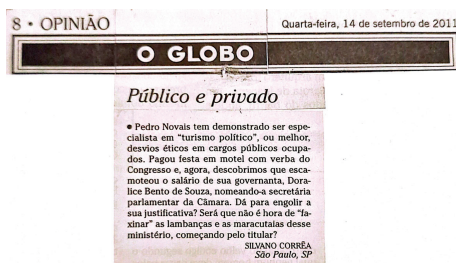 8 • OPINIÃO
Quarta-feira, 14 de setembro de 2011
O GLOBO
Público e privado
• Pedro Novais tem demonstrado ser espe-
cialista em “turismo político”, ou melhor,
desvios éticos em cargos públicos ocupa-
dos. Pagou festa em motel com verba do
Congresso e, agora, descobrimos que esca-
moteou o salário de sua governanta, Dora-
lice Bento de Souza, nomeando-a secretária
parlamentar da Câmara. Dá para engolir a
sua justificativa? Será que não é hora de “fa-
xinar” as lambanças e as maracutaias desse
ministério, começando pelo titular?
SILVANO CORRÊA
São Paulo, SP